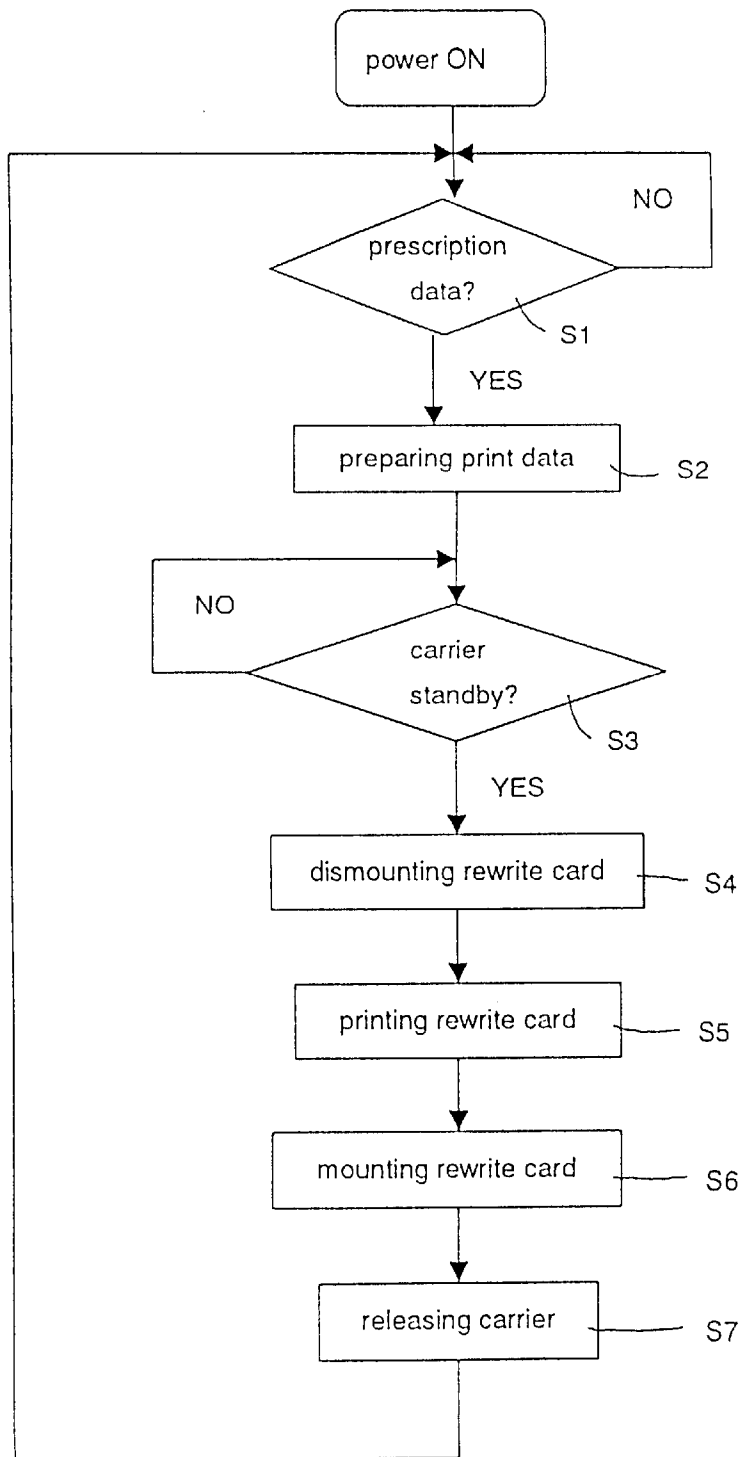 power ON
NO
prescription
data?
S1
YES
preparing print data
S2
NO
carrier
standby?
S3
YES
dismounting rewrite card
S4
printing rewrite card
S5
mounting rewrite card
S6
releasing carrier
S7